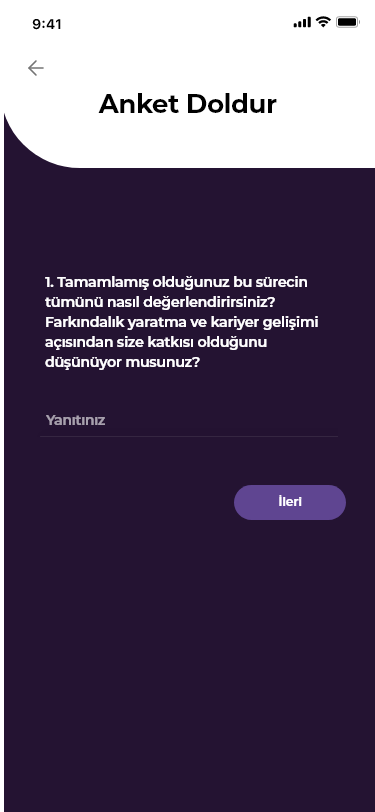 9:41
Anket Doldur
1. Tamamlamış olduğunuz bu sürecin
tümünü nasıl değerlendirirsiniz?
Farkındalık yaratma ve kariyer gelişimi
açısından size katkısı olduğunu
düşünüyor musunuz?
Yanıtınız
İleri